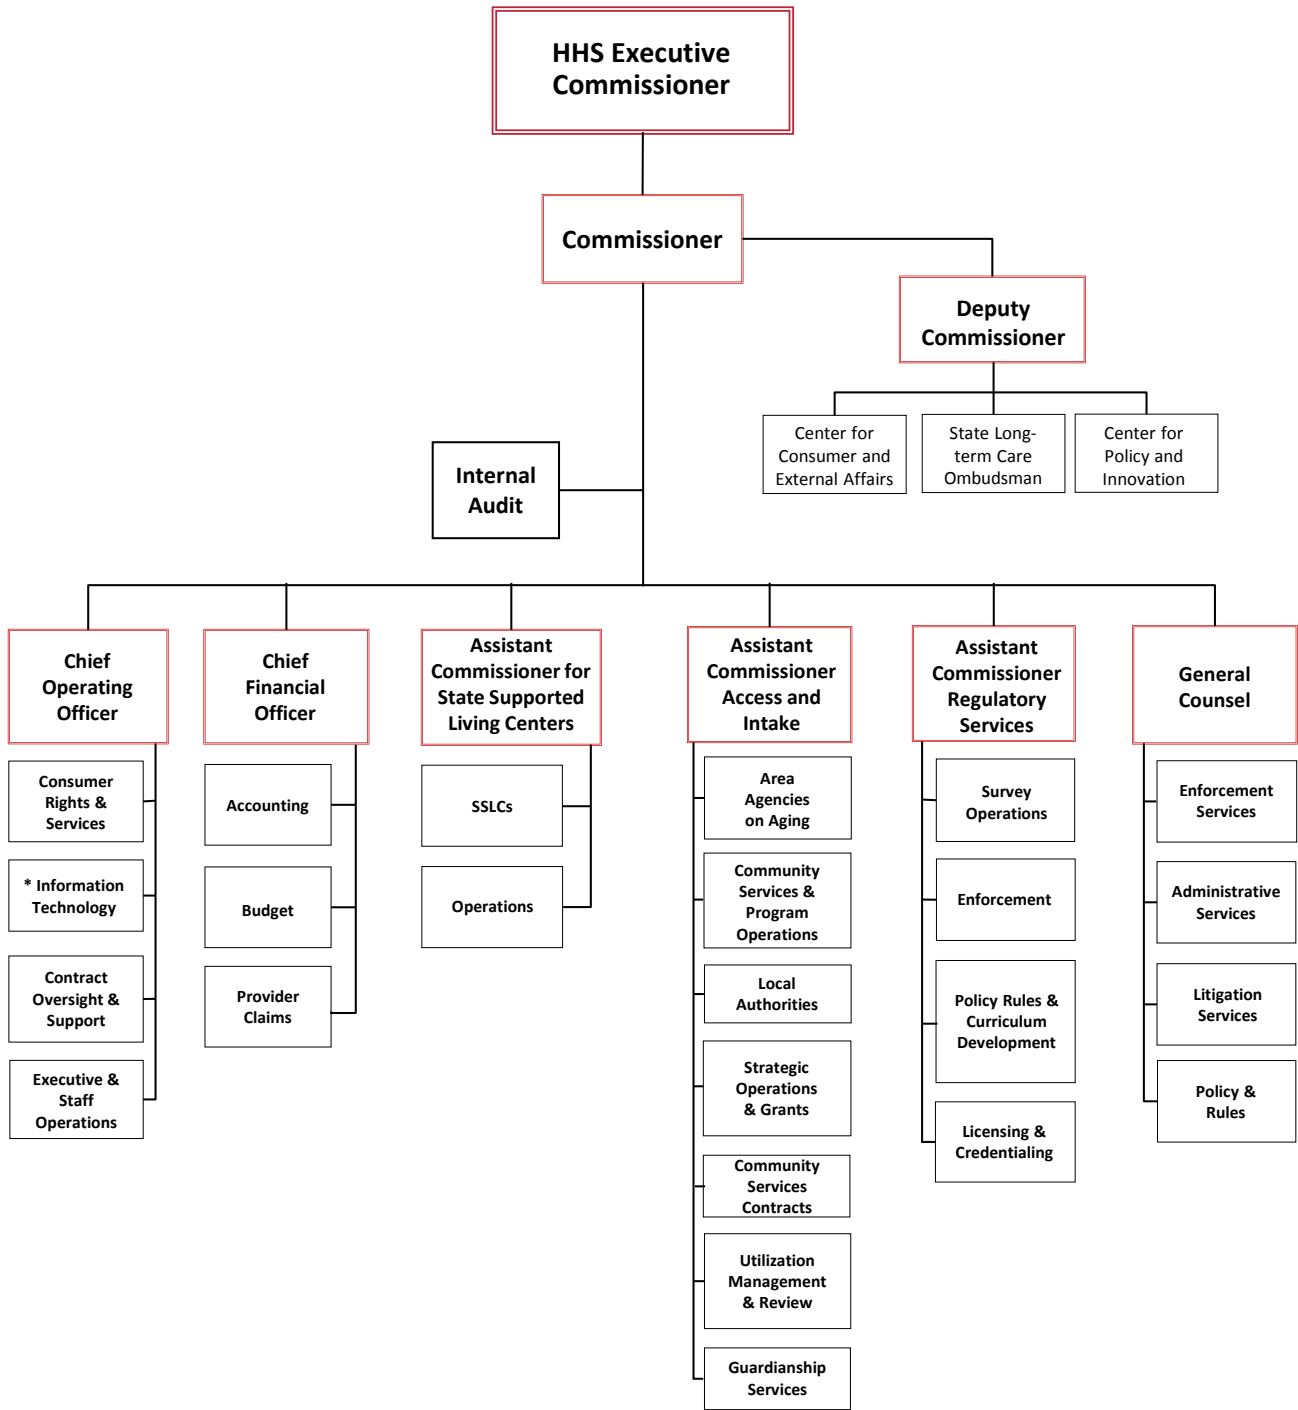 HHS Executive
Commissioner
Commissioner
Deputy
Commissioner
Center for
Consumer and
External Affairs
State Long-
term Care
Ombudsman
Center for
Policy and
Innovation
Internal
Audit
Chief
Operating
Officer
Consumer
Rights &
Services
* Information
Technology
Contract
Oversight &
Support
Executive &
Staff
Operations
Chief
Financial
Officer
Accounting
Budget
Provider
Claims
Assistant
Commissioner for
State Supported
Living Centers
SSLCs
Operations
Assistant
Commissioner
Access and
Intake
Area
Agencies
on Aging
Community
Services &
Program
Operations
Local
Authorities
Strategic
Operations
& Grants
Community
Services
Contracts
Utilization
Management
& Review
Guardianship
Services
Assistant
Commissioner
Regulatory
Services
Survey
Operations
Enforcement
Policy Rules &
Curriculum
Development
Licensing &
Credentialing
General
Counsel
Enforcement
Services
Administrative
Services
Litigation
Services
Policy &
Rules